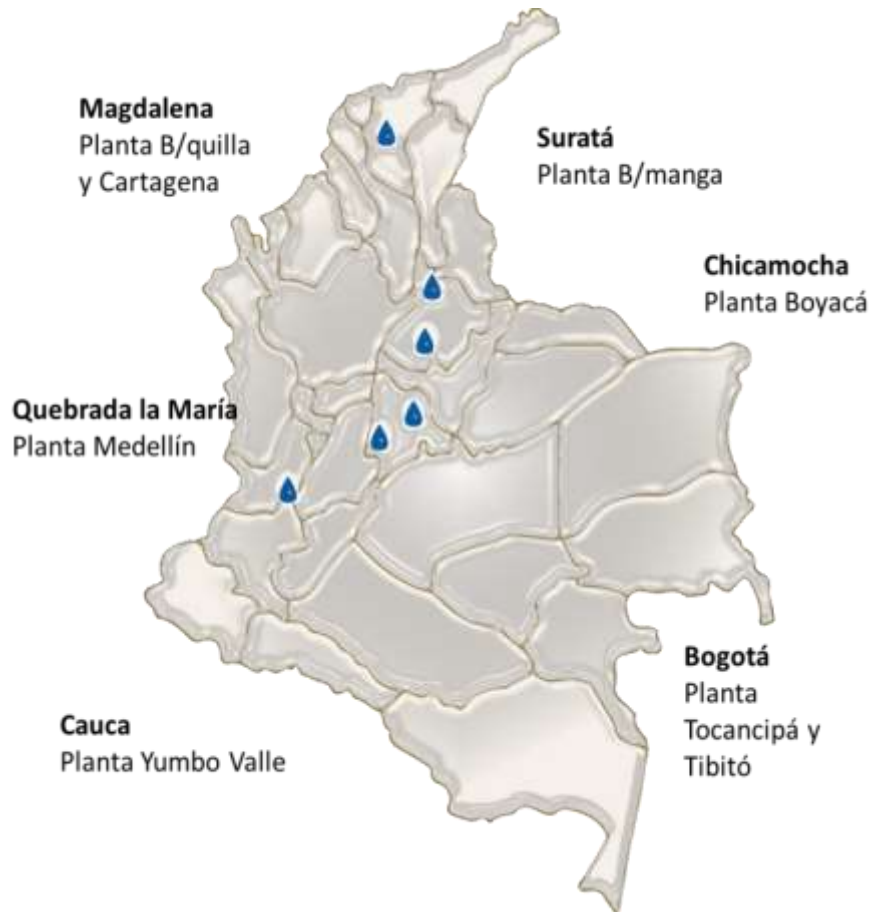 Magdalena
Planta B/quilla
y Cartagena
Suratá
Planta B/manga
Chicamocha
Planta Boyacá
Quebrada la María
Planta Medellín
Bogotá
Planta
Tocancipá y
Tibitó
Cauca
Planta Yumbo Valle